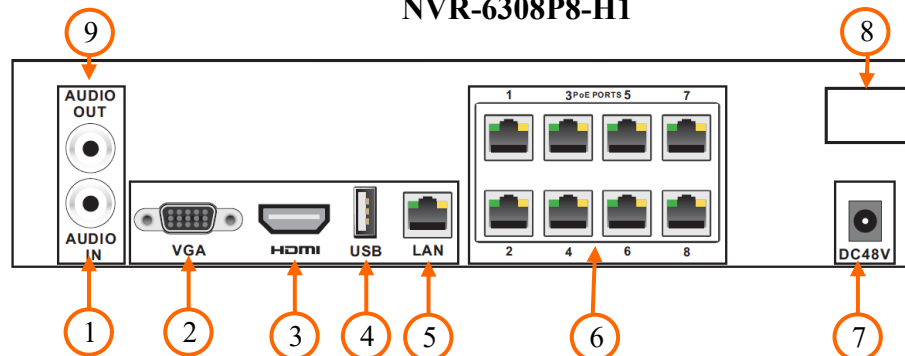 NVR-6308P8-H1
9
8
AUDIO
OUT
1 3 PoE PORTS 5 7
AUDIO
IN
VGA
HDMI
USB
LAN
2 4 6 8
DC48V
1 2 3 4 5 6 7